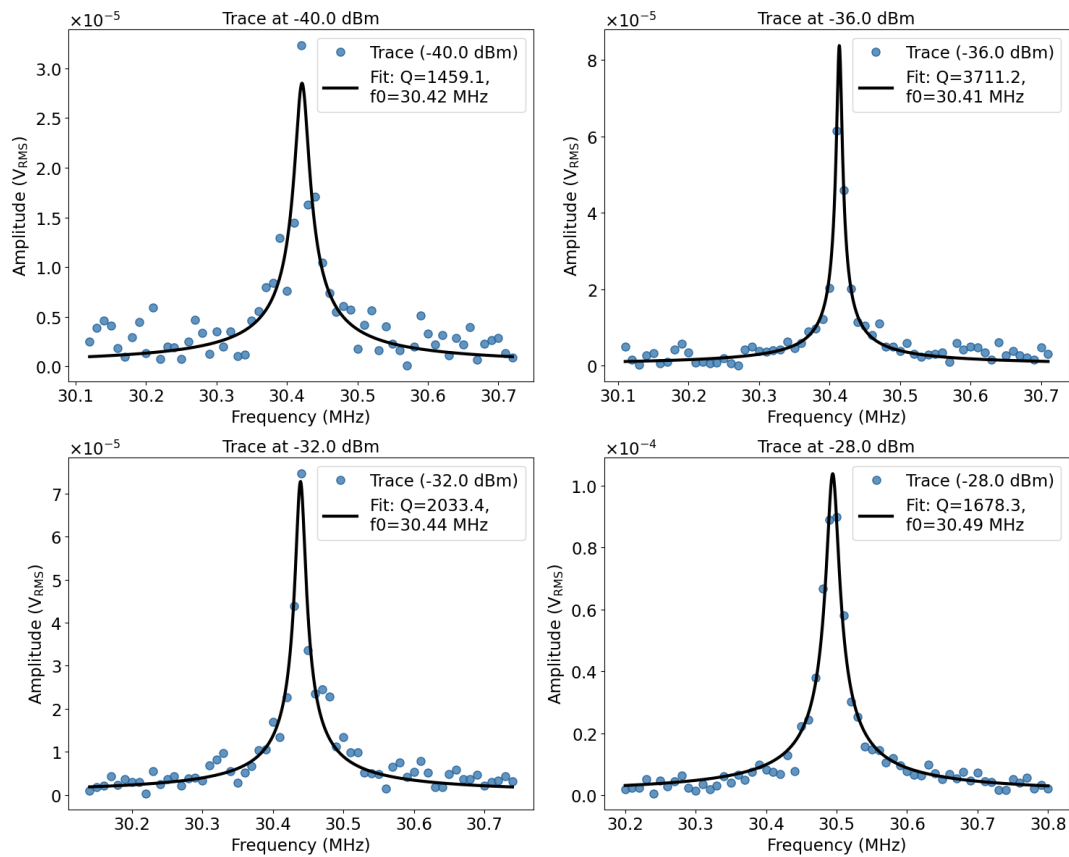 Trace at -40.0 dBm
×10⁻⁵
Trace (-40.0 dBm)
Fit: Q=1459.1,
f0=30.42 MHz
Amplitude (V_RMS)
3.0
2.5
2.0
1.5
1.0
0.5
0.0
30.1 30.2 30.3 30.4 30.5 30.6 30.7
Frequency (MHz)
Trace at -36.0 dBm
×10⁻⁵
Trace (-36.0 dBm)
Fit: Q=3711.2,
f0=30.41 MHz
Amplitude (V_RMS)
8
6
4
2
0
30.1 30.2 30.3 30.4 30.5 30.6 30.7
Frequency (MHz)
Trace at -32.0 dBm
×10⁻⁵
Trace (-32.0 dBm)
Fit: Q=2033.4,
f0=30.44 MHz
Amplitude (V_RMS)
7
6
5
4
3
2
1
0
30.2 30.3 30.4 30.5 30.6 30.7
Frequency (MHz)
Trace at -28.0 dBm
×10⁻⁴
Trace (-28.0 dBm)
Fit: Q=1678.3,
f0=30.49 MHz
Amplitude (V_RMS)
1.0
0.8
0.6
0.4
0.2
0.0
30.2 30.3 30.4 30.5 30.6 30.7 30.8
Frequency (MHz)